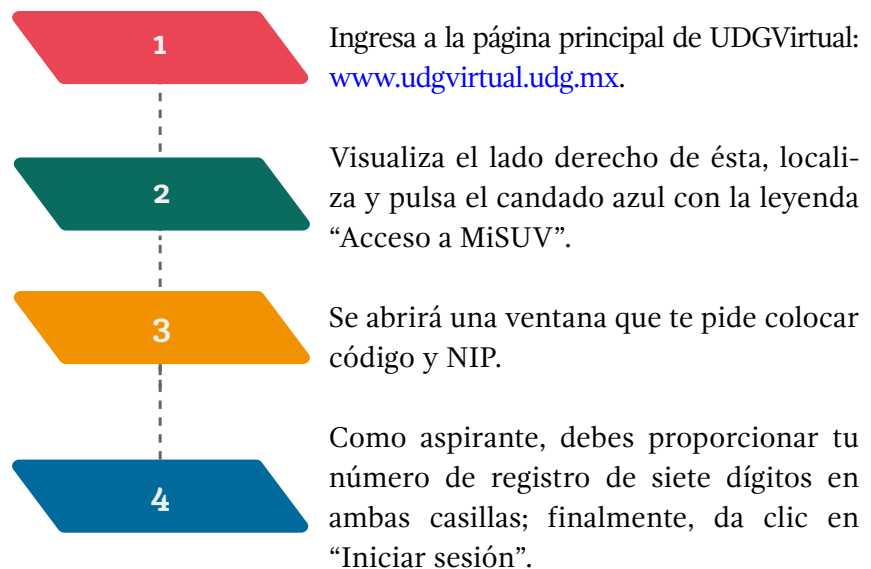 1
Ingresa a la página principal de UDGVirtual:
www.udgvirtual.udg.mx.
2
Visualiza el lado derecho de ésta, locali-
za y pulsa el candado azul con la leyenda
“Acceso a MiSUV”.
3
Se abrirá una ventana que te pide colocar
código y NIP.
4
Como aspirante, debes proporcionar tu
número de registro de siete dígitos en
ambas casillas; finalmente, da clic en
“Iniciar sesión”.